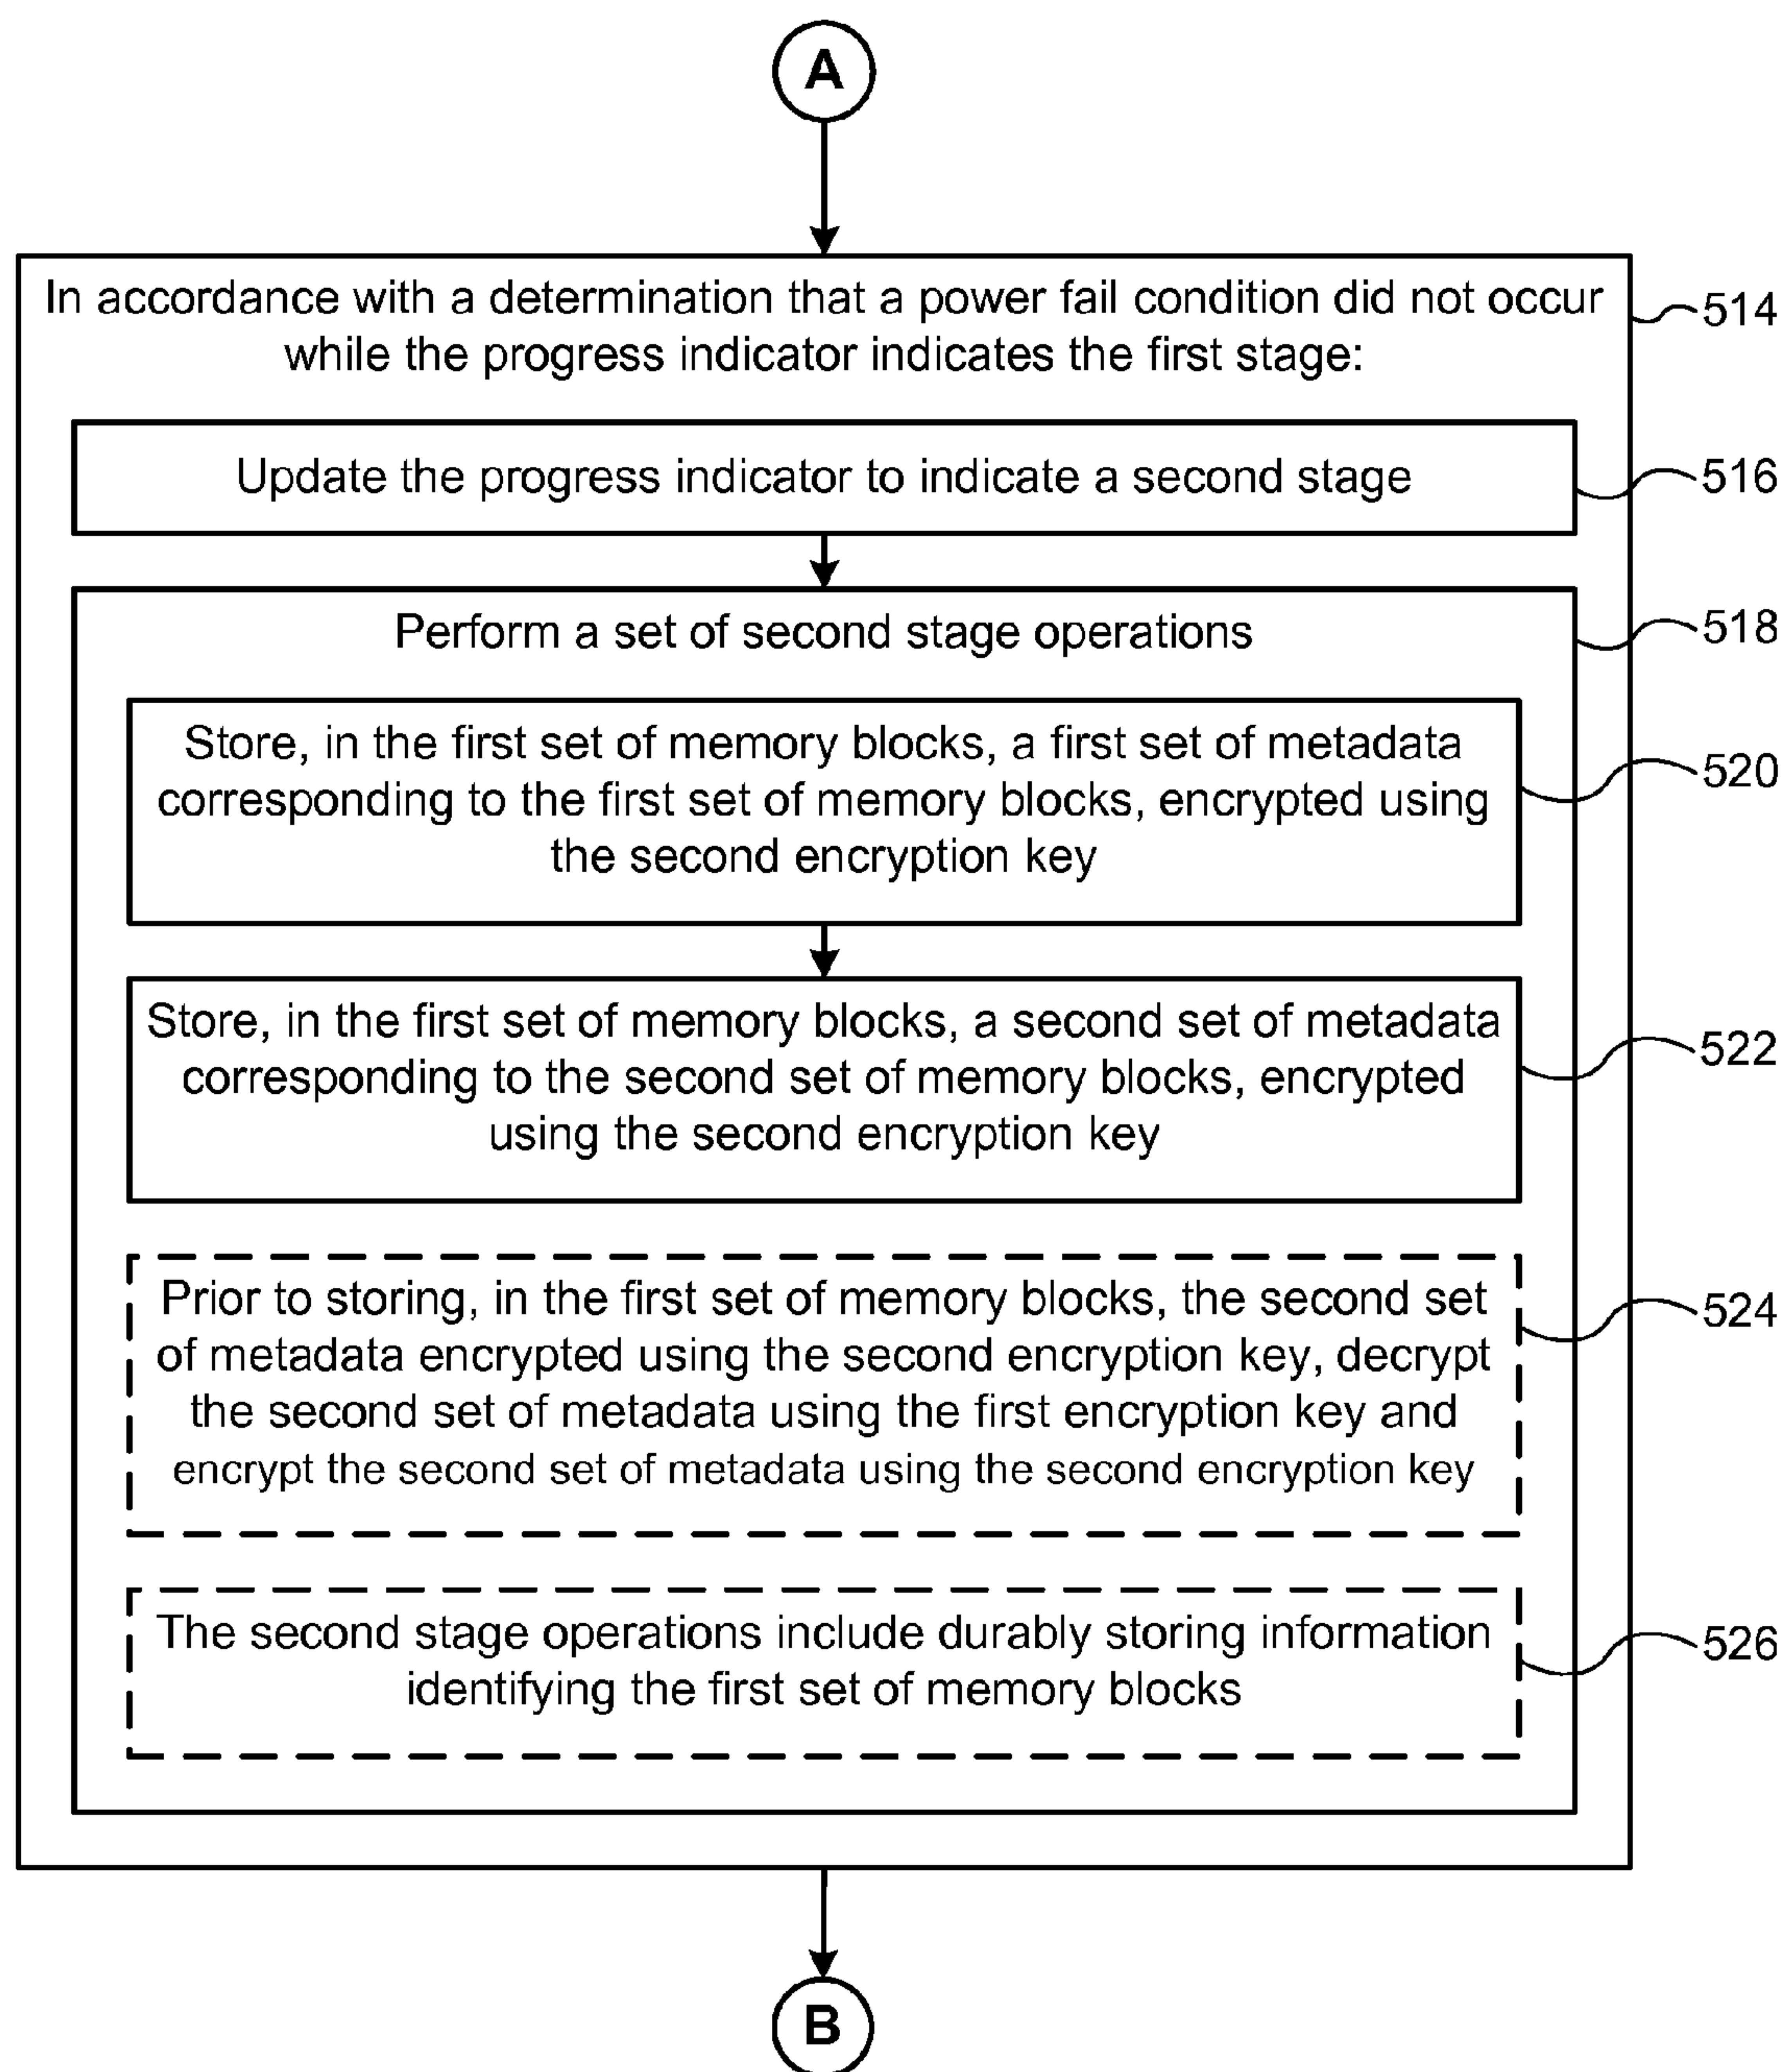 A
In accordance with a determination that a power fail condition did not occur
while the progress indicator indicates the first stage:
514
Update the progress indicator to indicate a second stage
516
Perform a set of second stage operations
518
Store, in the first set of memory blocks, a first set of metadata
corresponding to the first set of memory blocks, encrypted using
the second encryption key
520
Store, in the first set of memory blocks, a second set of metadata
corresponding to the second set of memory blocks, encrypted
using the second encryption key
522
Prior to storing, in the first set of memory blocks, the second set
of metadata encrypted using the second encryption key, decrypt
the second set of metadata using the first encryption key and
encrypt the second set of metadata using the second encryption key
524
The second stage operations include durably storing information
identifying the first set of memory blocks
526
B